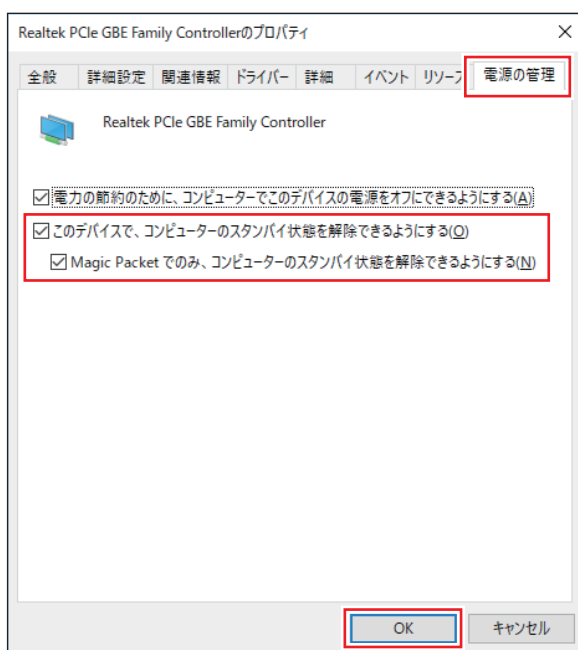 Realtek PCIe GBE Family Controllerのプロパティ
全般 詳細設定 関連情報 ドライバー 詳細 イベント リソース 電源の管理
Realtek PCIe GBE Family Controller
電力の節約のために、コンピューターでこのデバイスの電源をオフにできるようにする(A)
このデバイスで、コンピューターのスタンバイ状態を解除できるようにする(O)
Magic Packet でのみ、コンピューターのスタンバイ状態を解除できるようにする(N)
OK キャンセル